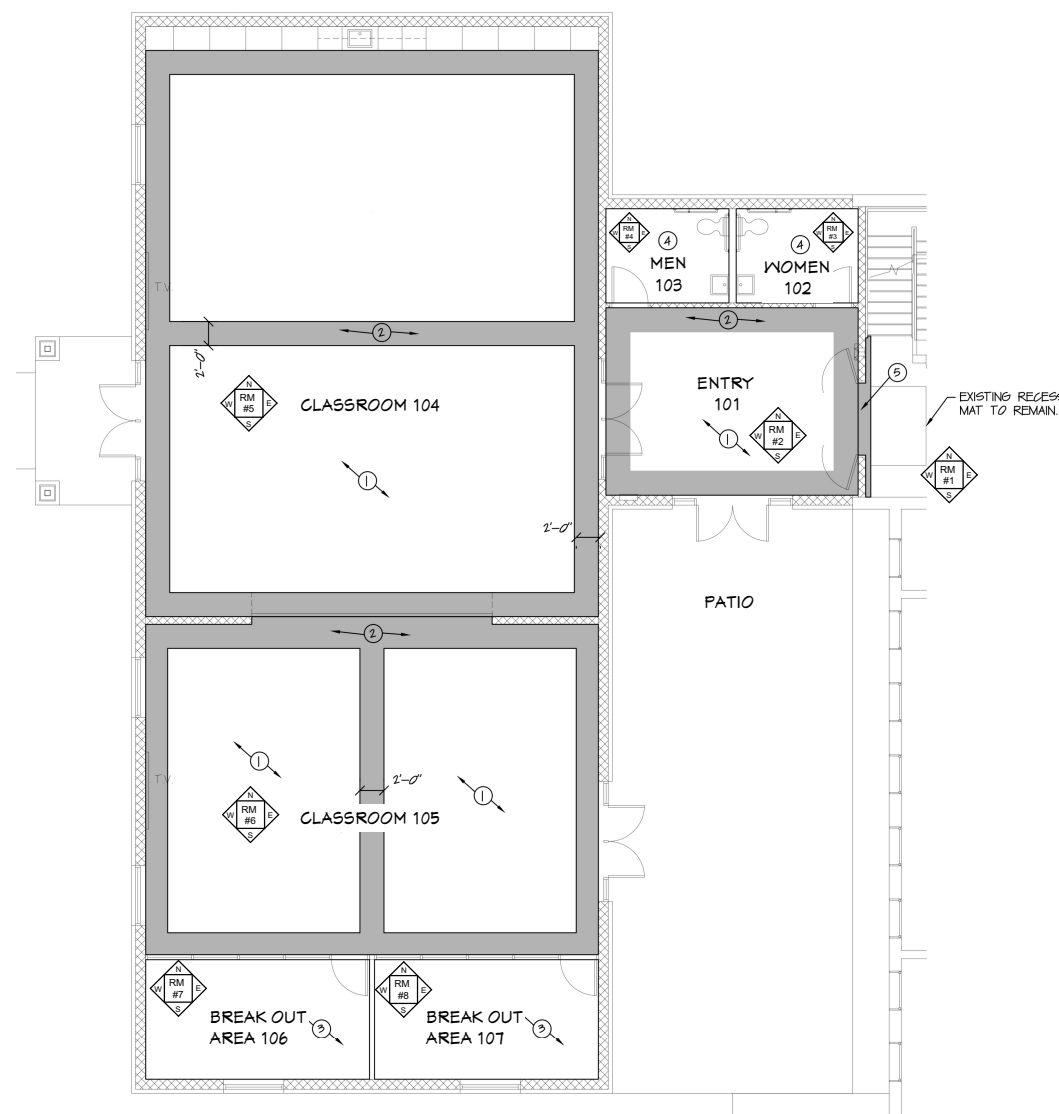 N
W RM E
#4
S
4
MEN
103
4
WOMEN
102
N
W RM E
#3
S
T.V.
2
2'-0"
2
5
EXISTING RECES
MAT TO REMAIN.
N
W RM E
#5
S
CLASSROOM 104
1
ENTRY
101
1
N
W RM E
#2
S
N
W RM E
#1
S
2'-0"
PATIO
2
1
T.V.
2'-0"
1
N
W RM E
#6
S
CLASSROOM 105
N
W RM E
#7
S
BREAK OUT
AREA 106
3
N
W RM E
#8
S
BREAK OUT
AREA 107
3